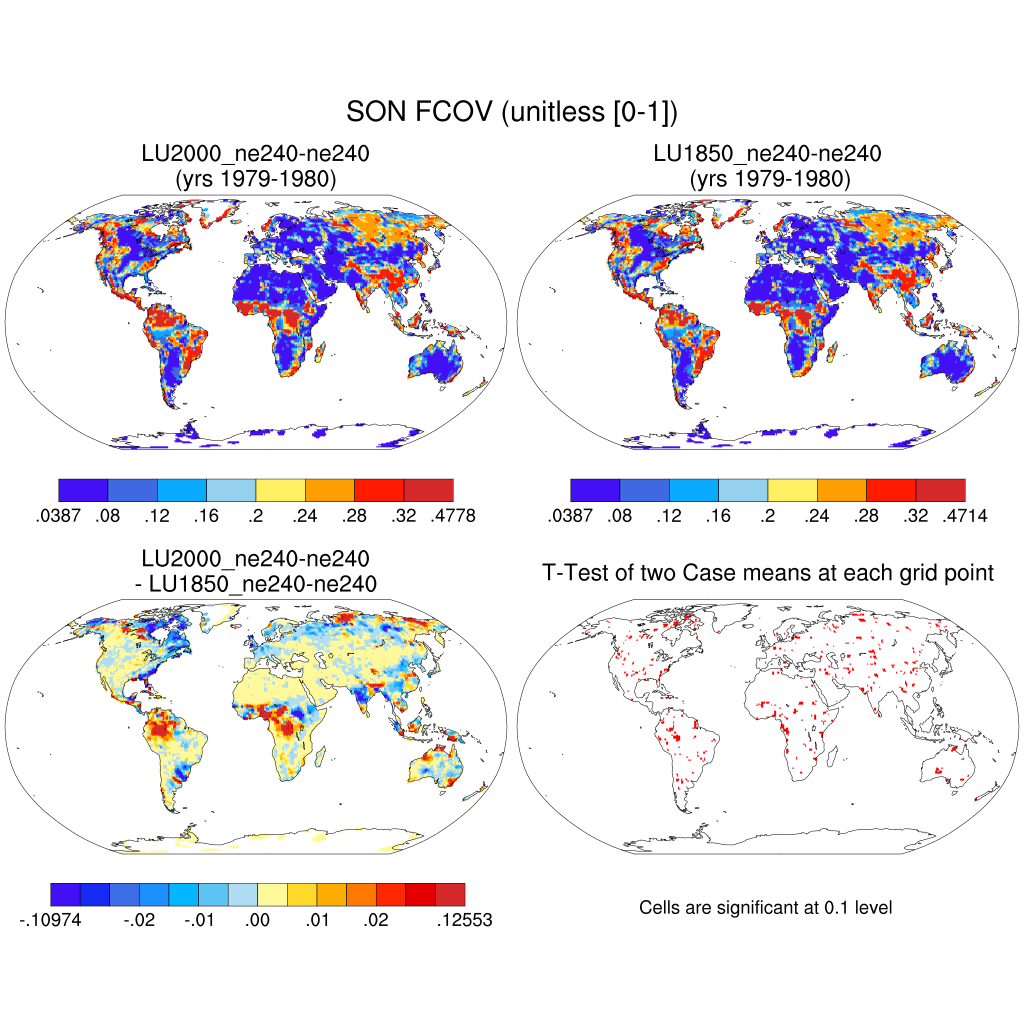 SON FCOV (unitless [0-1])
LU2000_ne240-ne240
(yrs 1979-1980)
LU1850_ne240-ne240
(yrs 1979-1980)
.0387 .08 .12 .16 .2 .24 .28 .32 .4778
.0387 .08 .12 .16 .2 .24 .28 .32 .4714
LU2000_ne240-ne240
- LU1850_ne240-ne240
T-Test of two Case means at each grid point
-.10974 -.02 -.01 .00 .01 .02 .12553
Cells are significant at 0.1 level